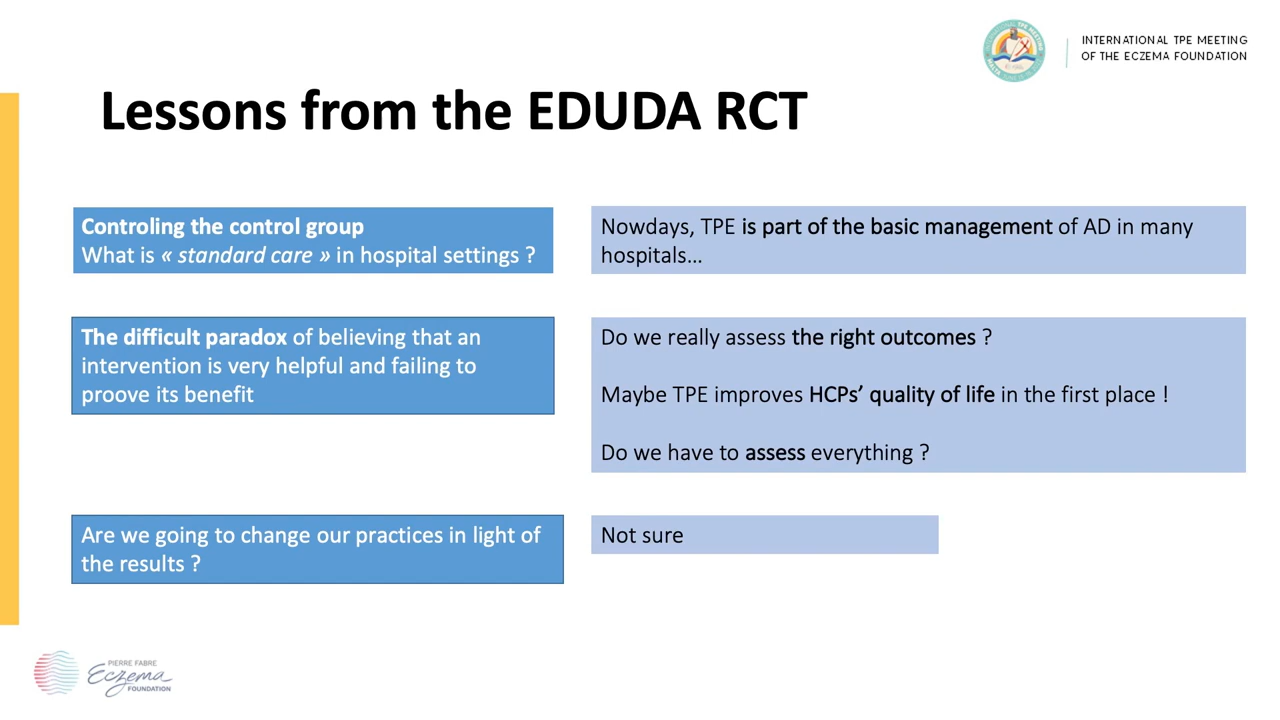 INTERNATIONAL TPE MEETING
OF THE ECZEMA FOUNDATION
Lessons from the EDUDA RCT
Controling the control group
What is « standard care » in hospital settings ?
Nowdays, TPE is part of the basic management of AD in many
hospitals…
The difficult paradox of believing that an
intervention is very helpful and failing to
proove its benefit
Do we really assess the right outcomes ?
Maybe TPE improves HCPs’ quality of life in the first place !
Do we have to assess everything ?
Are we going to change our practices in light of
the results ?
Not sure
PIERRE FABRE
Eczema
FOUNDATION